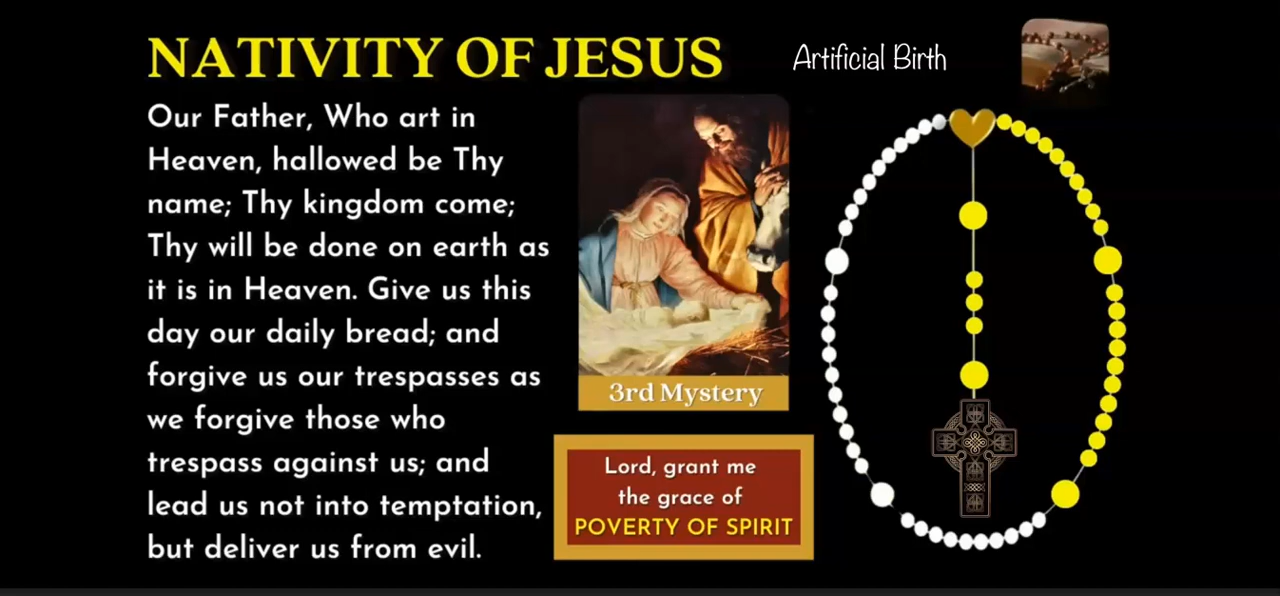 NATIVITY OF JESUS
Artificial Birth
Our Father, Who art in
Heaven, hallowed be Thy
name; Thy kingdom come;
Thy will be done on earth as
it is in Heaven. Give us this
day our daily bread; and
forgive us our trespasses as
we forgive those who
trespass against us; and
lead us not into temptation,
but deliver us from evil.
3rd Mystery
Lord, grant me
the grace of
POVERTY OF SPIRIT